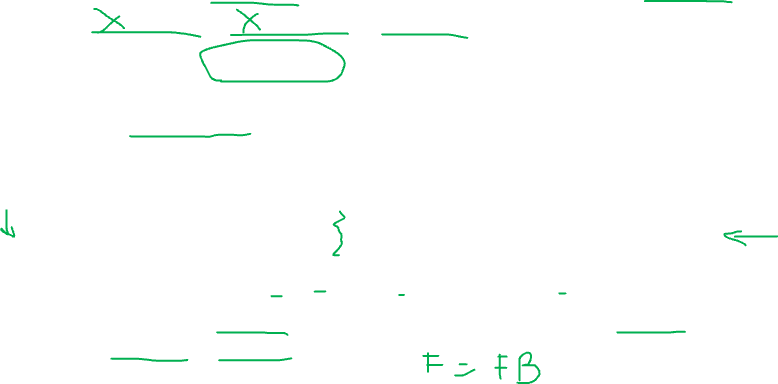 X X
F = FB